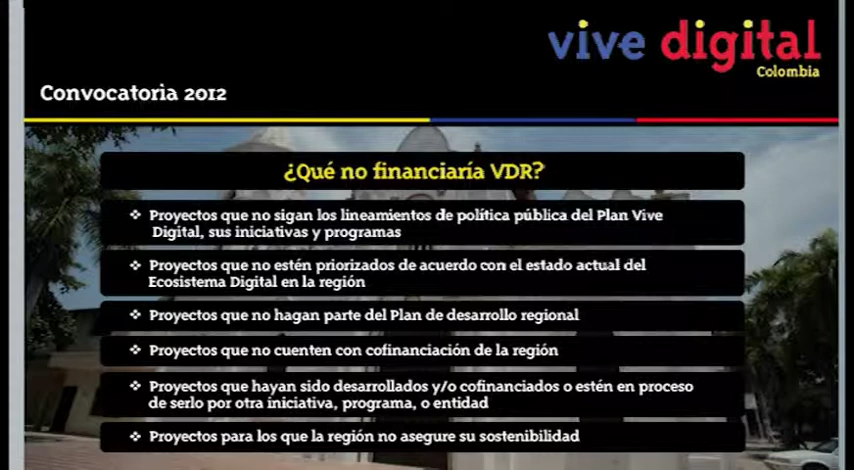 vive digital
Colombia
Convocatoria 2012
¿Qué no financiaría VDR?
❖ Proyectos que no sigan los lineamientos de política pública del Plan Vive
Digital, sus iniciativas y programas
❖ Proyectos que no estén priorizados de acuerdo con el estado actual del
Ecosistema Digital en la región
❖ Proyectos que no hagan parte del Plan de desarrollo regional
❖ Proyectos que no cuenten con cofinanciación de la región
❖ Proyectos que hayan sido desarrollados y/o cofinanciados o estén en proceso
de serlo por otra iniciativa, programa, o entidad
❖ Proyectos para los que la región no asegure su sostenibilidad